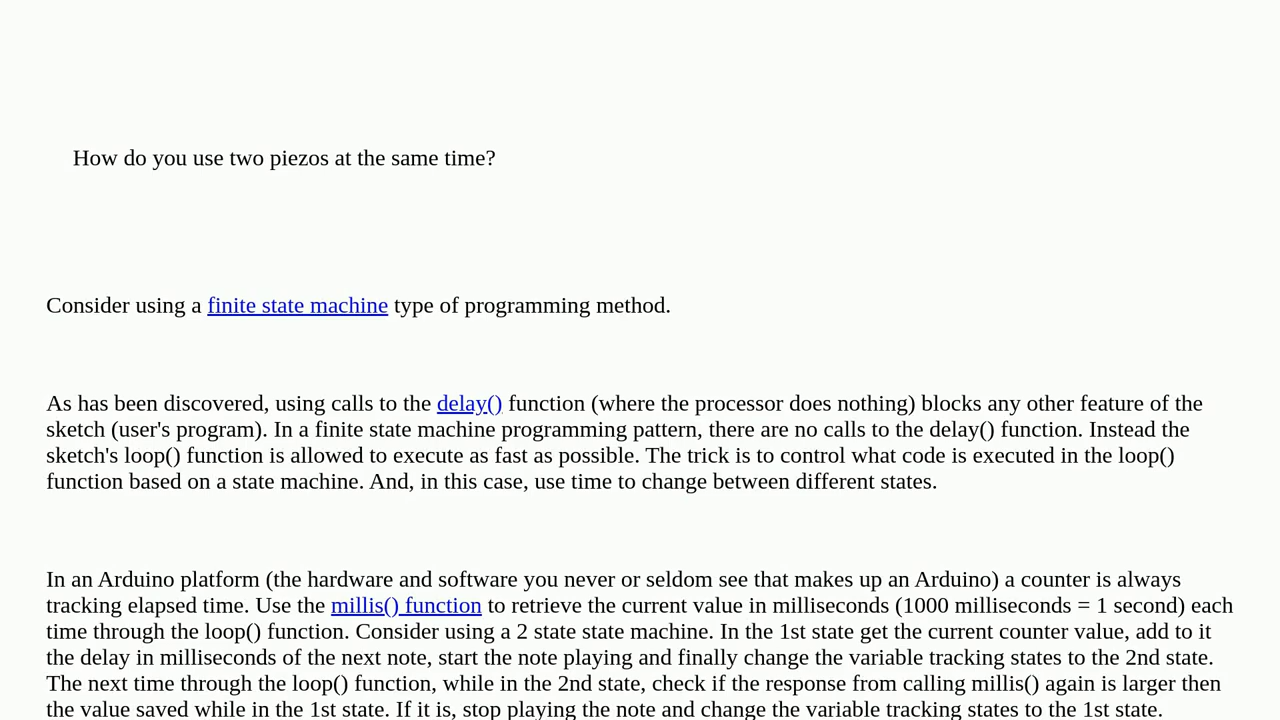 How do you use two piezos at the same time?
Consider using a finite state machine type of programming method.
As has been discovered, using calls to the delay() function (where the processor does nothing) blocks any other feature of the
sketch (user's program). In a finite state machine programming pattern, there are no calls to the delay() function. Instead the
sketch's loop() function is allowed to execute as fast as possible. The trick is to control what code is executed in the loop()
function based on a state machine. And, in this case, use time to change between different states.
In an Arduino platform (the hardware and software you never or seldom see that makes up an Arduino) a counter is always
tracking elapsed time. Use the millis() function to retrieve the current value in milliseconds (1000 milliseconds = 1 second) each
time through the loop() function. Consider using a 2 state state machine. In the 1st state get the current counter value, add to it
the delay in milliseconds of the next note, start the note playing and finally change the variable tracking states to the 2nd state.
The next time through the loop() function, while in the 2nd state, check if the response from calling millis() again is larger then
the value saved while in the 1st state. If it is, stop playing the note and change the variable tracking states to the 1st state.